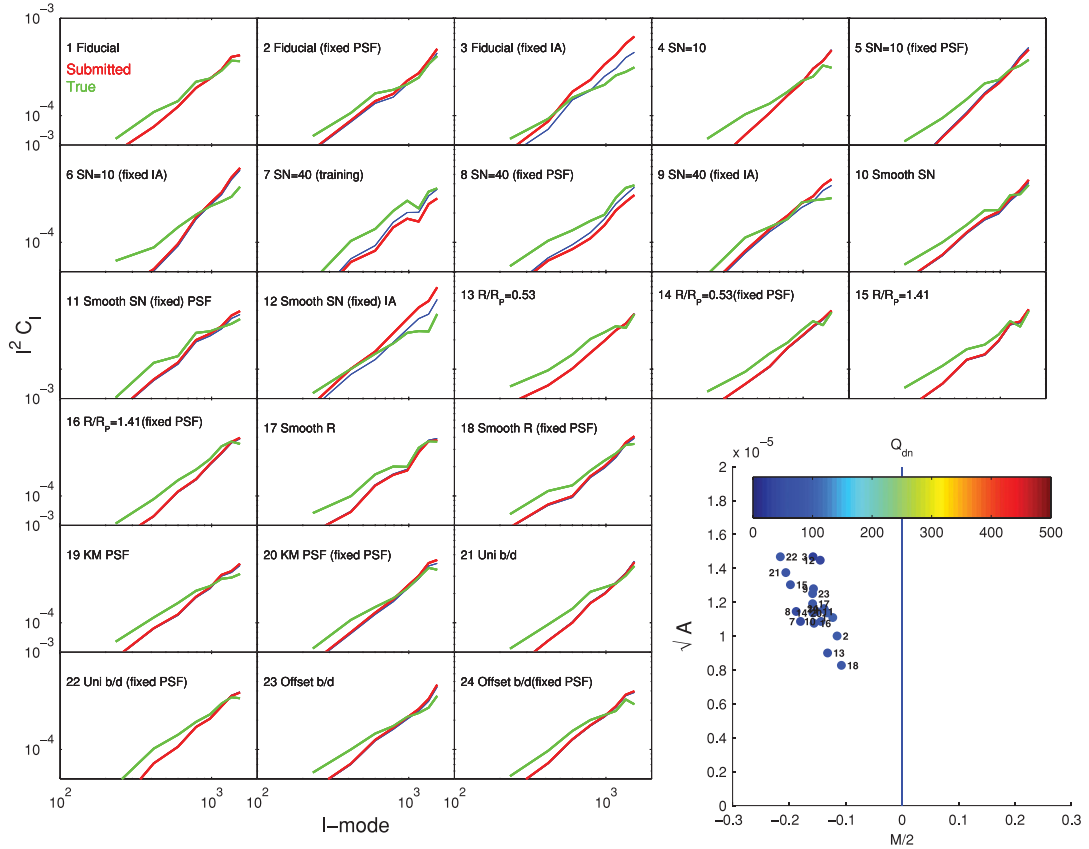 10⁻³
1 Fiducial
Submitted
True
2 Fiducial (fixed PSF)
3 Fiducial (fixed IA)
4 SN=10
5 SN=10 (fixed PSF)
10⁻⁴
10⁻³
6 SN=10 (fixed IA)
7 SN=40 (training)
8 SN=40 (fixed PSF)
9 SN=40 (fixed IA)
10 Smooth SN
10⁻⁴
11 Smooth SN (fixed) PSF
12 Smooth SN (fixed) IA
13 R/Rₚ=0.53
14 R/Rₚ=0.53(fixed PSF)
15 R/Rₚ=1.41
l² Cₗ
10⁻³
16 R/Rₚ=1.41(fixed PSF)
17 Smooth R
18 Smooth R (fixed PSF)
10⁻⁴
10⁻³
19 KM PSF
20 KM PSF (fixed PSF)
21 Uni b/d
10⁻⁴
10⁻³
22 Uni b/d (fixed PSF)
23 Offset b/d
24 Offset b/d(fixed PSF)
10⁻⁴
10² 10³ 10² 10³ 10² 10³
l−mode
x 10⁻⁵
Q_dn
0 100 200 300 400 500
2
1.8
1.6
1.4
1.2
1
0.8
0.6
0.4
0.2
0
√ A
22 3
12
21
15
9
23
17
8
7
10
16
2
13
18
−0.3 −0.2 −0.1 0 0.1 0.2 0.3
M/2